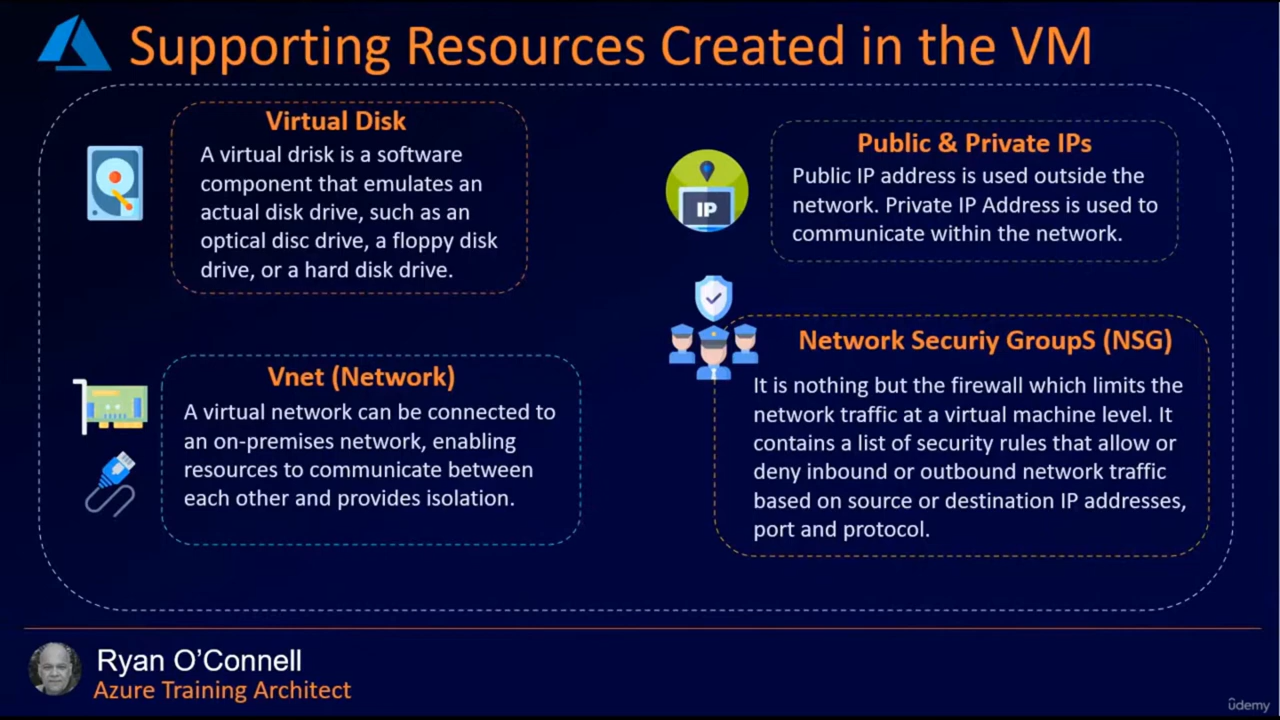 Supporting Resources Created in the VM
Virtual Disk
A virtual drisk is a software
component that emulates an
actual disk drive, such as an
optical disc drive, a floppy disk
drive, or a hard disk drive.
Public & Private IPs
Public IP address is used outside the
network. Private IP Address is used to
communicate within the network.
IP
Vnet (Network)
A virtual network can be connected to
an on-premises network, enabling
resources to communicate between
each other and provides isolation.
Network Securiy GroupS (NSG)
It is nothing but the firewall which limits the
network traffic at a virtual machine level. It
contains a list of security rules that allow or
deny inbound or outbound network traffic
based on source or destination IP addresses,
port and protocol.
Ryan O’Connell
Azure Training Architect
ûdemy